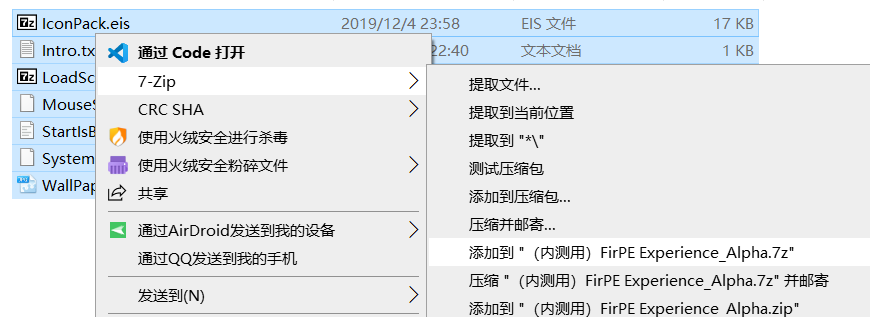 IconPack.eis 2019/12/4 23:58 EIS 文件 17 KB
Intro.tx 22:40 文本文档 1 KB
通过 Code 打开
LoadSc
7-Zip
提取文件...
MouseS
CRC SHA
提取到当前位置
StartIsB
使用火绒安全进行杀毒
提取到 "*\"
System
使用火绒安全粉碎文件
测试压缩包
WallPap
共享
添加到压缩包...
压缩并邮寄...
通过AirDroid发送到我的设备
添加到 "（内测用）FirPE Experience_Alpha.7z"
通过QQ发送到我的手机
压缩 "（内测用）FirPE Experience_Alpha.7z" 并邮寄
发送到(N)
添加到 "（内测用）FirPE Experience_Alpha.zip"